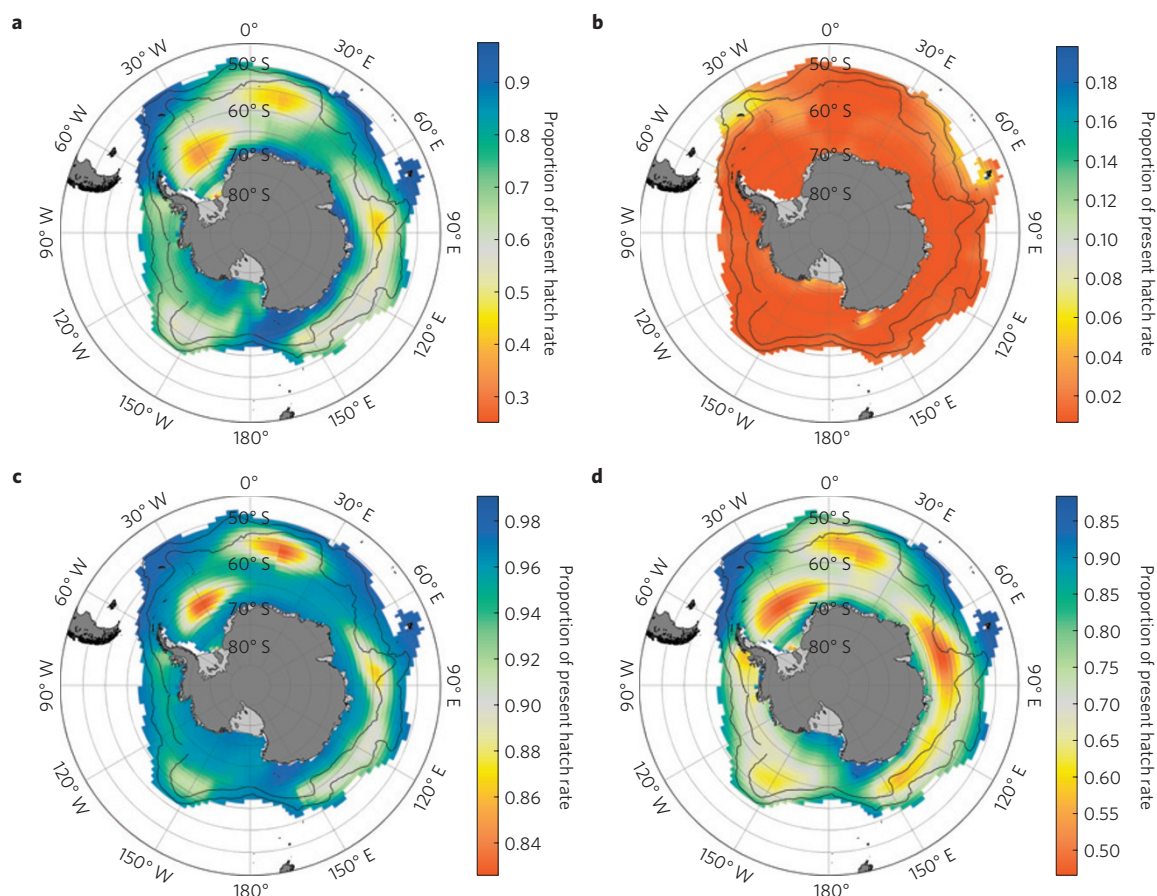 a
0°
30° W
30° E
50° S
60° W
60° S
60° E
70° S
80° S
90° W
90° E
120° W
120° E
150° W
150° E
180°
0.9
0.8
0.7
0.6
0.5
0.4
0.3
Proportion of present hatch rate
b
0°
30° W
30° E
50° S
60° W
60° S
60° E
70° S
80° S
90° W
90° E
120° W
120° E
150° W
150° E
180°
0.18
0.16
0.14
0.12
0.10
0.08
0.06
0.04
0.02
Proportion of present hatch rate
c
0°
30° W
30° E
50° S
60° W
60° S
60° E
70° S
80° S
90° W
90° E
120° W
120° E
150° W
150° E
180°
0.98
0.96
0.94
0.92
0.90
0.88
0.86
0.84
Proportion of present hatch rate
d
0°
30° W
30° E
50° S
60° W
60° S
60° E
70° S
80° S
90° W
90° E
120° W
120° E
150° W
150° E
180°
0.85
0.90
0.85
0.80
0.75
0.70
0.65
0.60
0.55
0.50
Proportion of present hatch rate